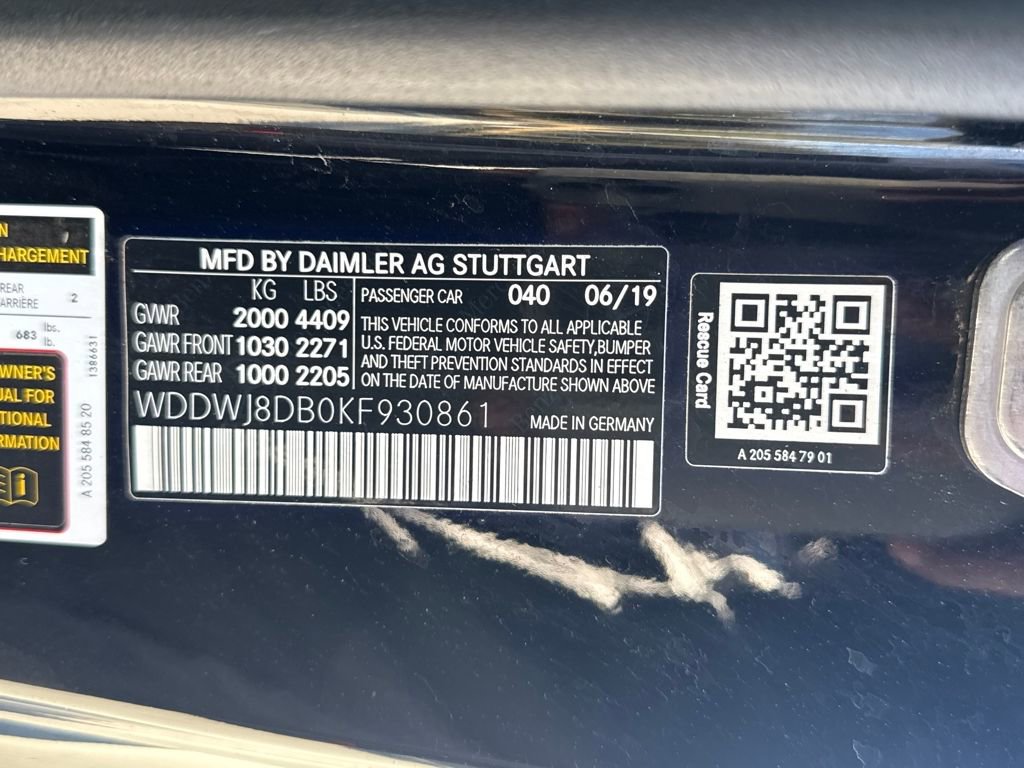 N
HARGEMENT
REAR
ARRIÈRE 2
683 lbs.
lb.
WNER'S
UAL FOR
TIONAL
RMATION
1386631
A 205 584 85 20
MFD BY DAIMLER AG STUTTGART
KG LBS
GWR 2000 4409
GAWR FRONT 1030 2271
GAWR REAR 1000 2205
PASSENGER CAR 040 06/19
THIS VEHICLE CONFORMS TO ALL APPLICABLE
U.S. FEDERAL MOTOR VEHICLE SAFETY,BUMPER
AND THEFT PREVENTION STANDARDS IN EFFECT
ON THE DATE OF MANUFACTURE SHOWN ABOVE
WDDWJ8DB0KF930861
MADE IN GERMANY
Rescue Card
A 205 584 79 01